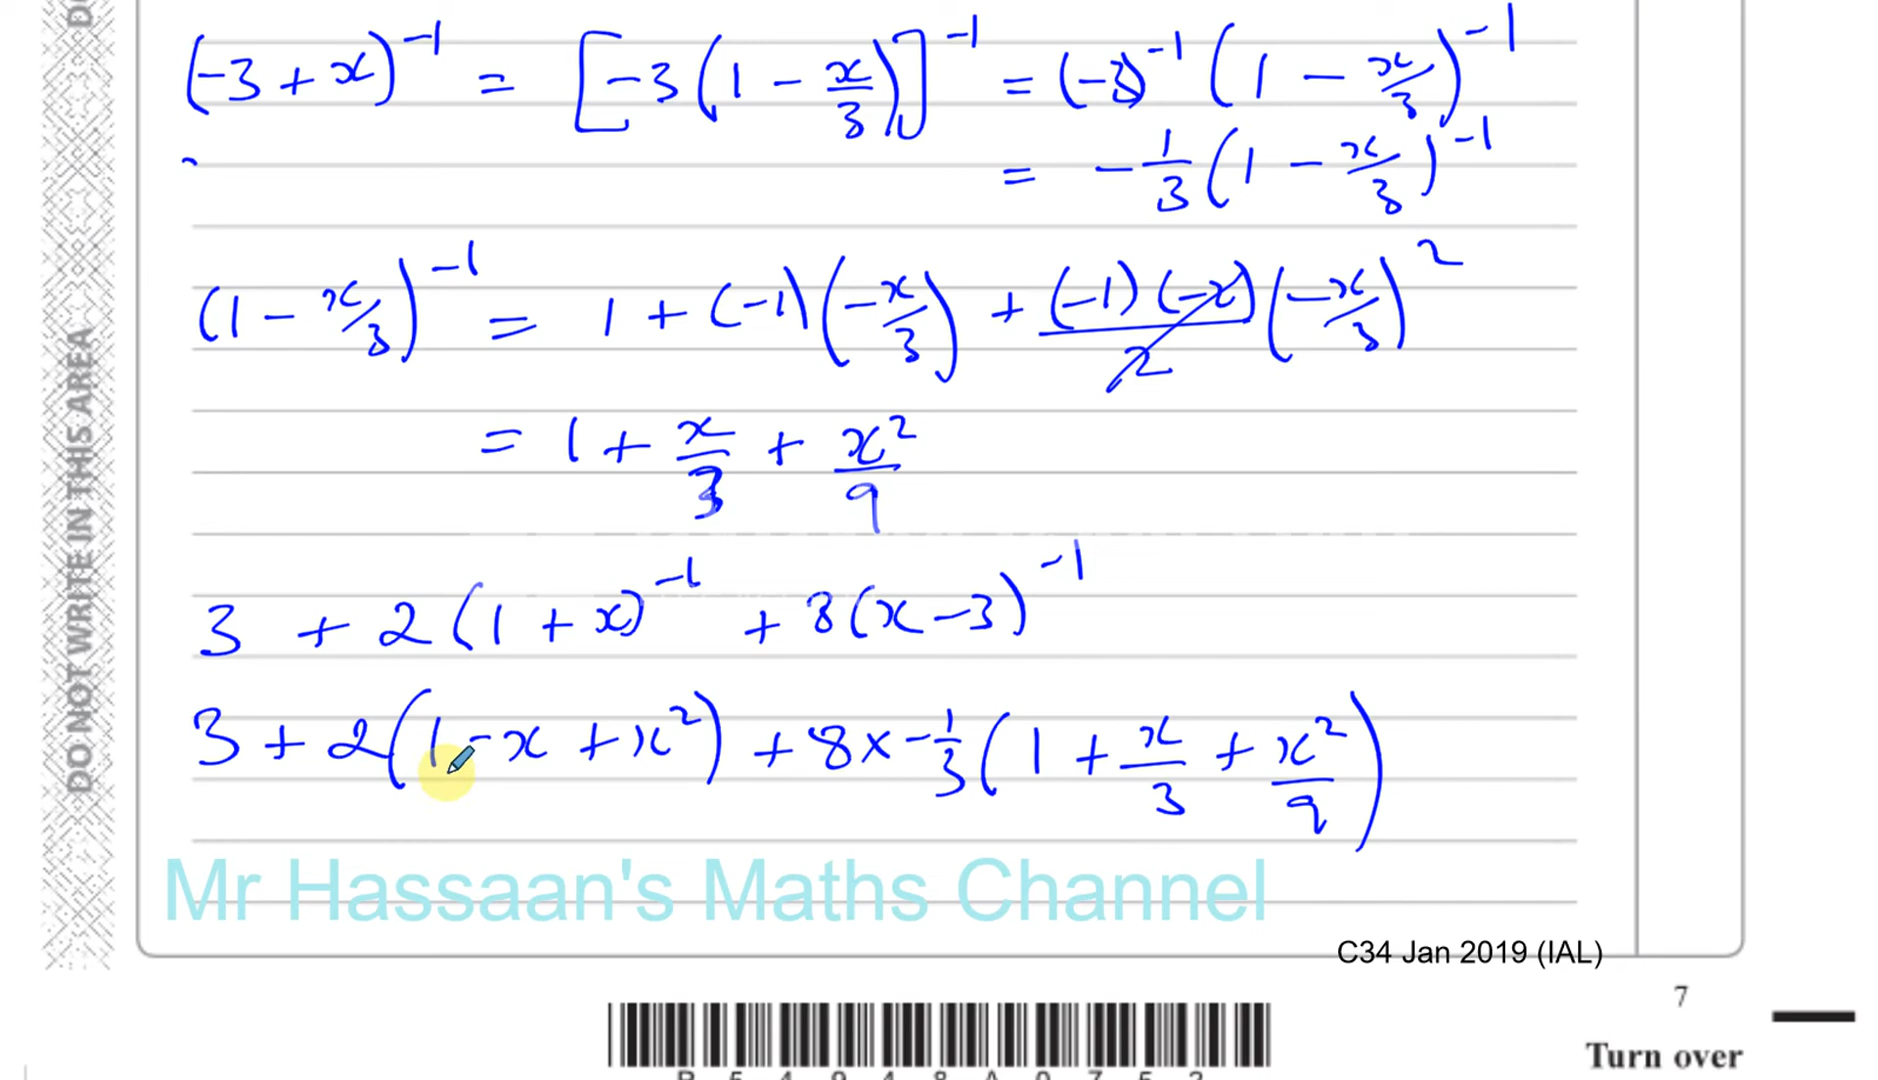 (-3 + x)^-1 = [-3(1 - x/3)]^-1 = (-3)^-1 (1 - x/3)^-1
= -1/3 (1 - x/3)^-1
(1 - x/3)^-1 = 1 + (-1)(-x/3) + (-1)(-2)/2 (-x/3)^2
= 1 + x/3 + x^2/9
3 + 2(1 + x)^-1 + 8(x - 3)^-1
3 + 2(1 - x + x^2) + 8 x -1/3 (1 + x/3 + x^2/9)
DO NOT WRITE IN THIS AREA
Mr Hassaan's Maths Channel
C34 Jan 2019 (IAL)
7
Turn over